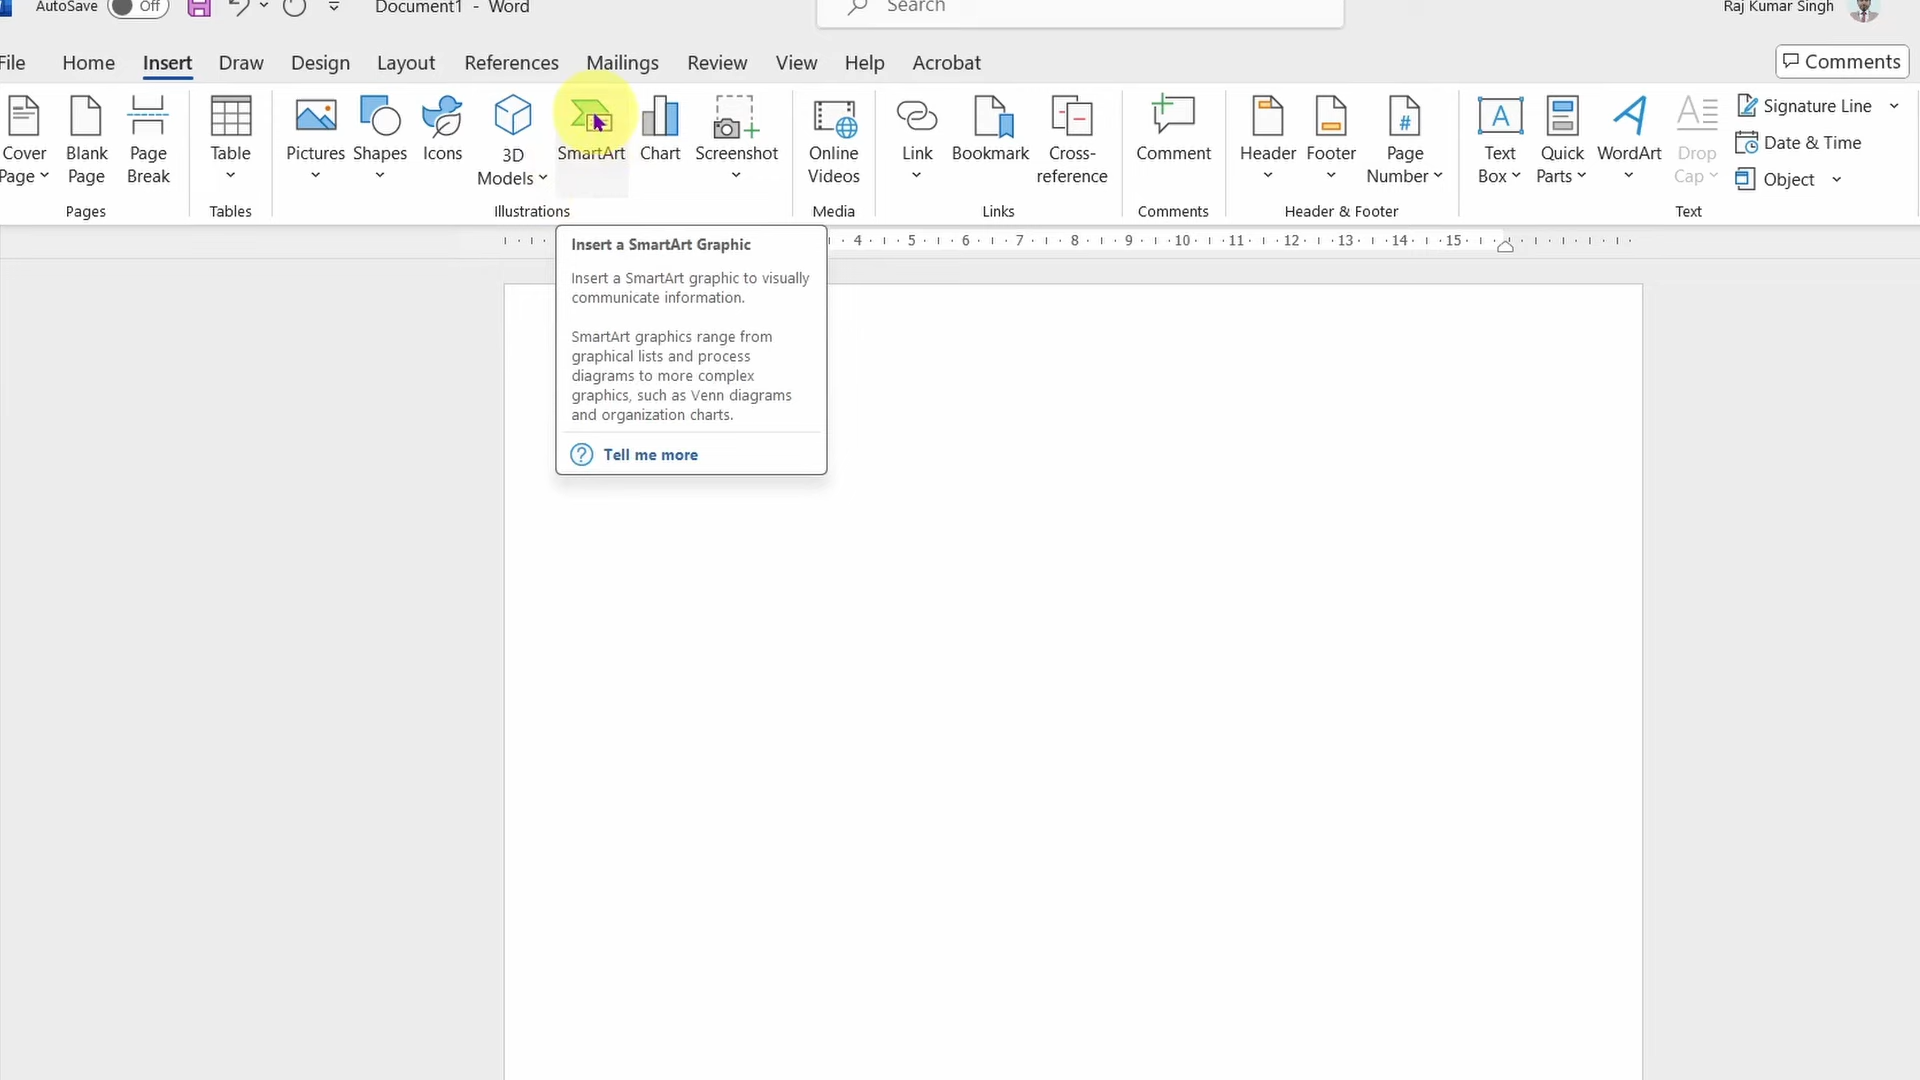 AutoSave Off Document1 - Word Search Raj Kumar Singh
File Home Insert Draw Design Layout References Mailings Review View Help Acrobat Comments
Cover Page
Blank Page
Page Break
Pages
Table
Tables
Pictures
Shapes
Icons
3D Models
SmartArt
Chart
Screenshot
Illustrations
Online Videos
Media
Link
Bookmark
Cross-reference
Links
Comment
Comments
Header
Footer
Page Number
#
Header & Footer
Text Box
A
Quick Parts
WordArt
Drop Cap
Signature Line
Date & Time
Object
Text
4 5 6 7 8 9 10 11 12 13 14 15
Insert a SmartArt Graphic
Insert a SmartArt graphic to visually
communicate information.
SmartArt graphics range from
graphical lists and process
diagrams to more complex
graphics, such as Venn diagrams
and organization charts.
? Tell me more